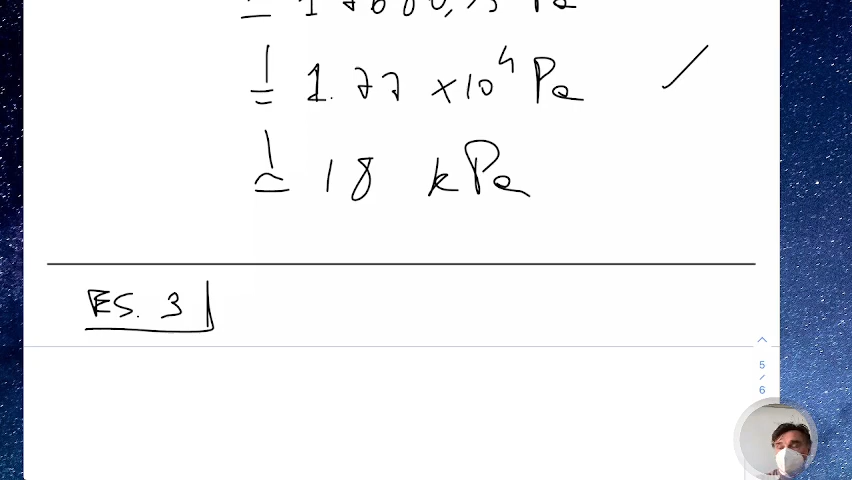 = 1.77 ×10⁴ Pa
≃ 18 kPa
ES. 3
5
/
6